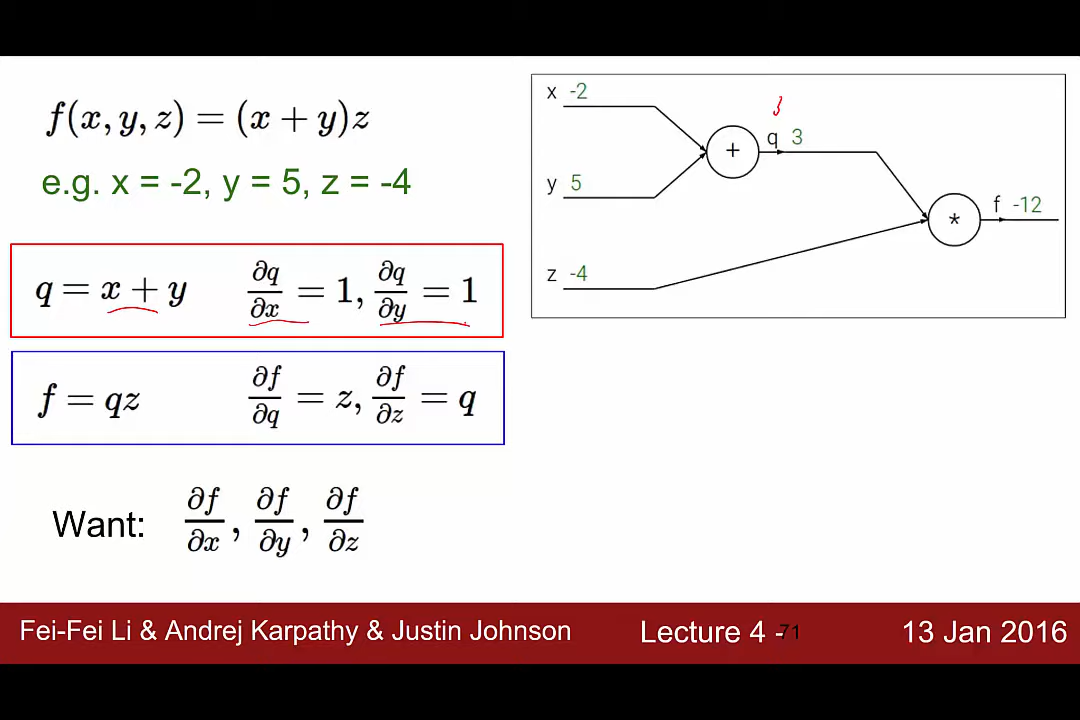 f(x, y, z) = (x + y)z
e.g. x = -2, y = 5, z = -4
q = x + y ∂q/∂x = 1, ∂q/∂y = 1
f = qz ∂f/∂q = z, ∂f/∂z = q
Want: ∂f/∂x, ∂f/∂y, ∂f/∂z
x -2
+
q 3
y 5
f -12
*
z -4
Fei-Fei Li & Andrej Karpathy & Justin Johnson Lecture 4 - 71 13 Jan 2016